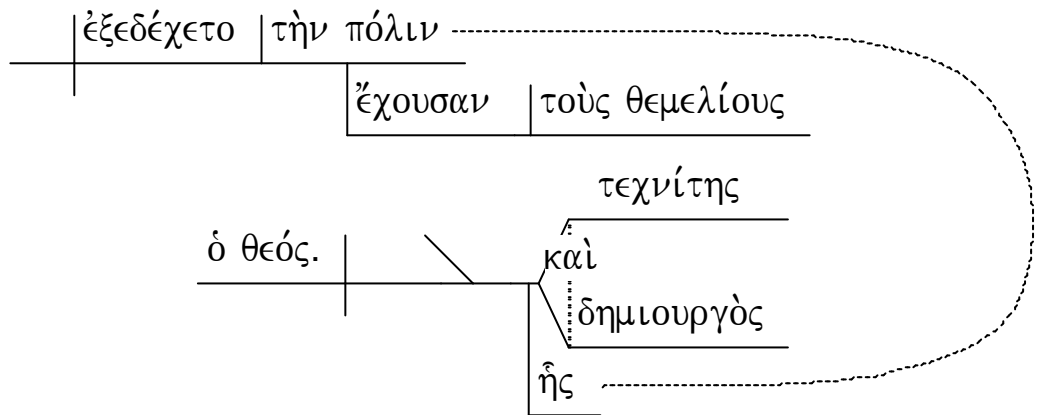 ἐξεδέχετο τὴν πόλιν
ἔχουσαν τοὺς θεμελίους
τεχνίτης
ὁ θεός. καὶ
δημιουργὸς
ἧς